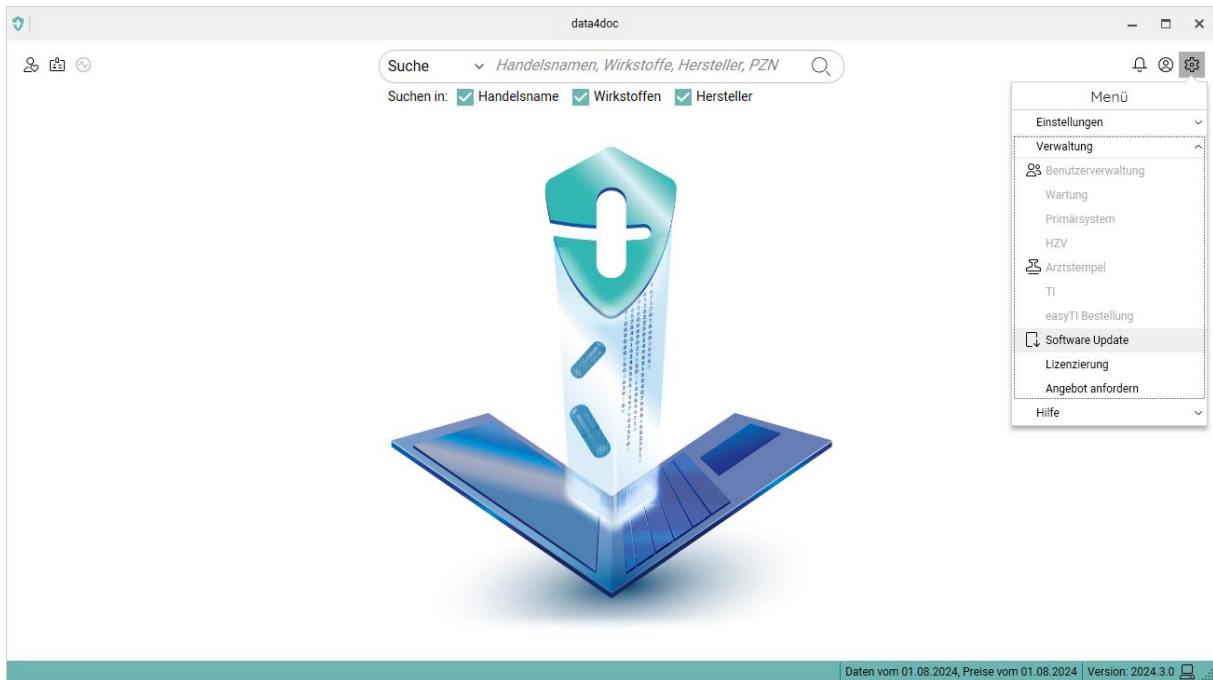 data4doc
Suche Handelsnamen, Wirkstoffe, Hersteller, PZN
Suchen in: Handelsname Wirkstoffen Hersteller
Menü
Einstellungen
Verwaltung
Benutzerverwaltung
Wartung
Primärsystem
HZV
Arztstempel
TI
easyTI Bestellung
Software Update
Lizenzierung
Angebot anfordern
Hilfe
Daten vom 01.08.2024, Preise vom 01.08.2024 Version: 2024.3.0